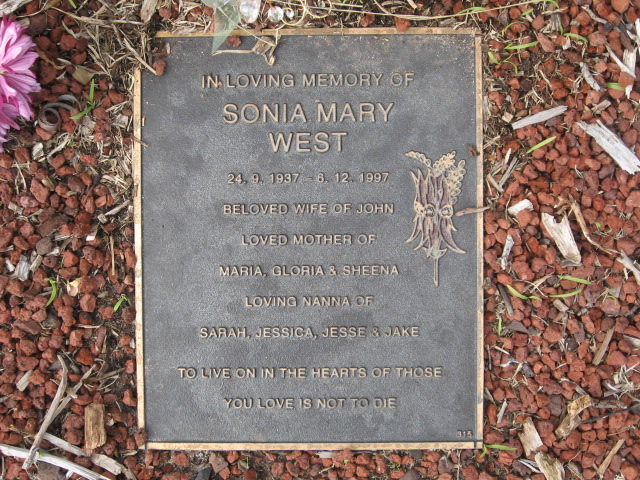 IN LOVING MEMORY OF
SONIA MARY
WEST
24. 9. 1937 - 6. 12. 1997
BELOVED WIFE OF JOHN
LOVED MOTHER OF
MARIA, GLORIA & SHEENA
LOVING NANNA OF
SARAH, JESSICA, JESSE & JAKE
TO LIVE ON IN THE HEARTS OF THOSE
YOU LOVE IS NOT TO DIE
315